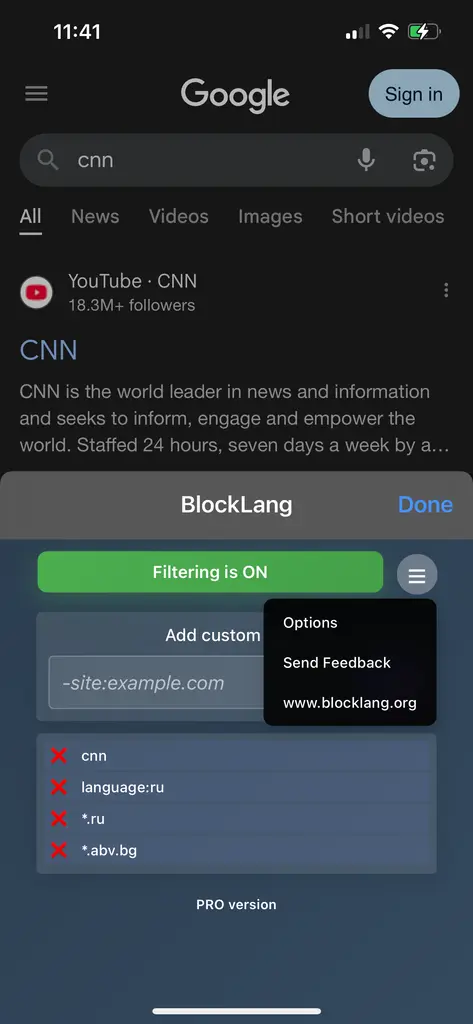 11:41
Google
Sign in
cnn
All News Videos Images Short videos
YouTube · CNN
18.3M+ followers
CNN
CNN is the world leader in news and information
and seeks to inform, engage and empower the
world. Staffed 24 hours, seven days a week by a...
BlockLang
Done
Filtering is ON
Options
Send Feedback
www.blocklang.org
Add custom
-site:example.com
cnn
language:ru
*.ru
*.abv.bg
PRO version